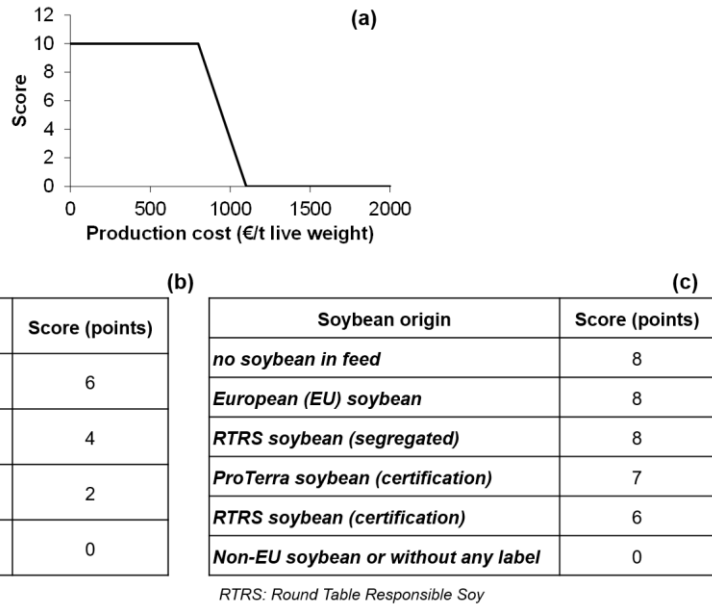 (a)
12
10
8
6
4
2
0
Score
0 500 1000 1500 2000
Production cost (€/t live weight)
(b)
Score (points)
6
4
2
0
(c)
Soybean origin Score (points)
no soybean in feed 8
European (EU) soybean 8
RTRS soybean (segregated) 8
ProTerra soybean (certification) 7
RTRS soybean (certification) 6
Non-EU soybean or without any label 0
RTRS: Round Table Responsible Soy